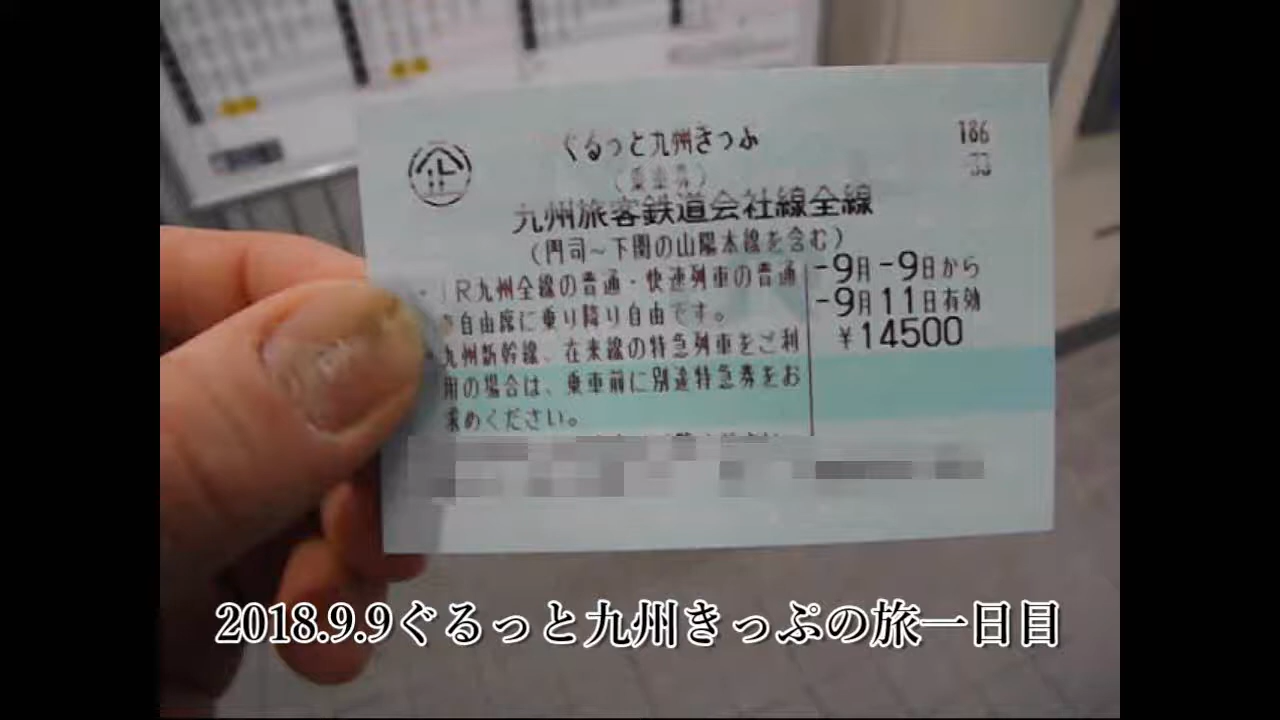 ぐるっと九州きっぷ
186
33
(乗車券)
九州旅客鉄道会社線全線
(門司~下関の山陽本線を含む)
・JR九州全線の普通・快速列車の普通
車自由席に乗り降り自由です。
九州新幹線、在来線の特急列車をご利
用の場合は、乗車前に別途特急券をお
求めください。
-9月-9日から
-9月11日有効
¥14500
2018.9.9ぐるっと九州きっぷの旅一日目